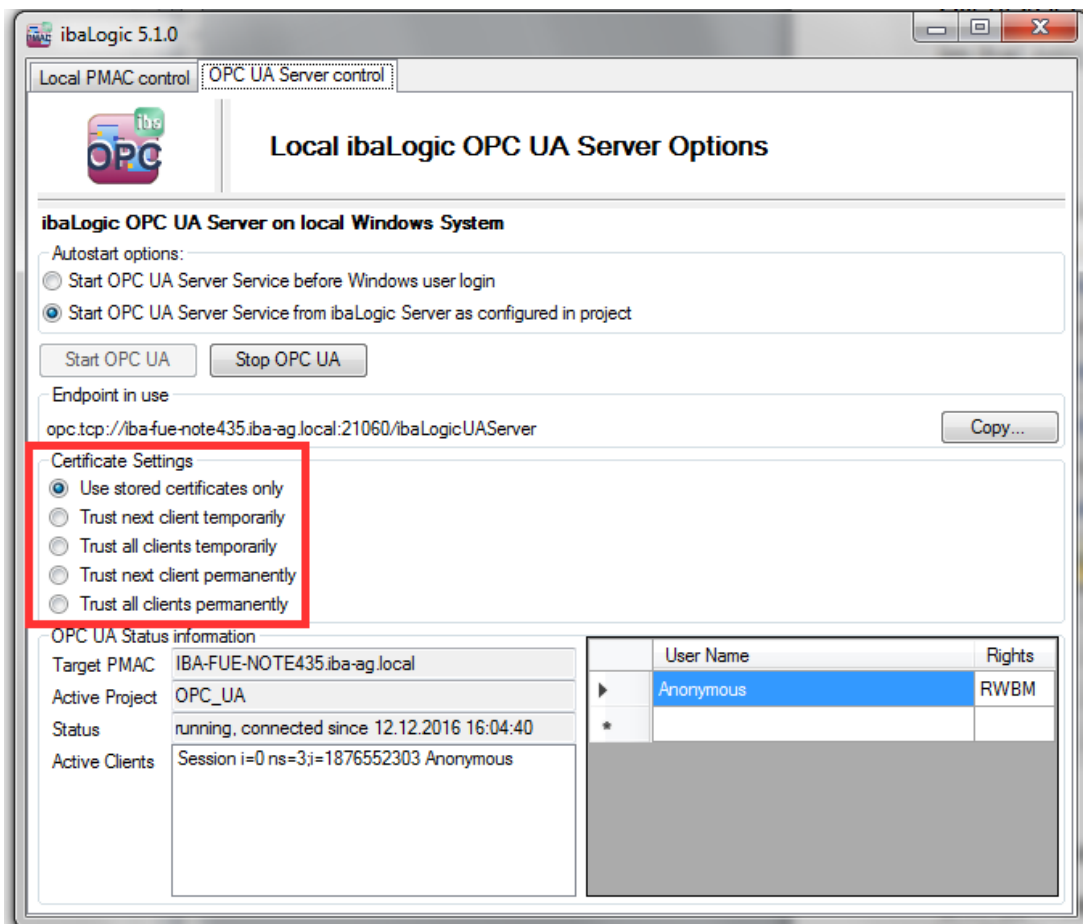 ibaLogic 5.1.0
Local PMAC control
OPC UA Server control
iba
OPC
Local ibaLogic OPC UA Server Options
ibaLogic OPC UA Server on local Windows System
Autostart options:
Start OPC UA Server Service before Windows user login
Start OPC UA Server Service from ibaLogic Server as configured in project
Start OPC UA
Stop OPC UA
Endpoint in use
opc.tcp://iba-fue-note435.iba-ag.local:21060/ibaLogicUAServer
Copy...
Certificate Settings
Use stored certificates only
Trust next client temporarily
Trust all clients temporarily
Trust next client permanently
Trust all clients permanently
OPC UA Status information
Target PMAC IBA-FUE-NOTE435.iba-ag.local
Active Project OPC_UA
Status running, connected since 12.12.2016 16:04:40
Active Clients Session i=0 ns=3;i=1876552303 Anonymous
User Name Rights
Anonymous RWBM